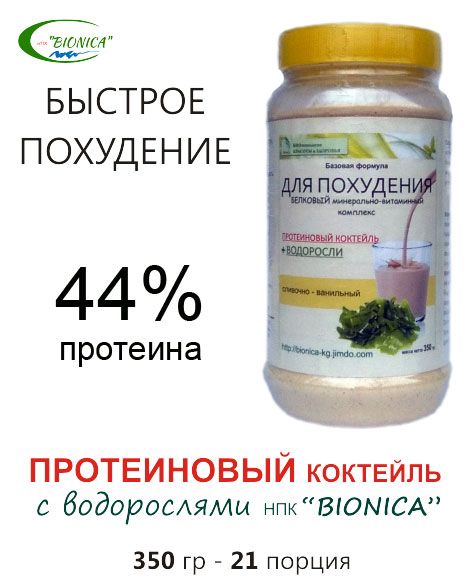 НПК "BIONICA"
БЫСТРОЕ
ПОХУДЕНИЕ
44%
протеина
Базовая формула
ДЛЯ ПОХУДЕНИЯ
БЕЛКОВЫЙ минерально-витаминный
комплекс
ПРОТЕИНОВЫЙ КОКТЕЙЛЬ
+ВОДОРОСЛИ
сливочно - ванильный
http://bionica-kg.jimdo.com
масса нетто 350 гр
ПРОТЕИНОВЫЙ КОКТЕЙЛЬ
с водорослями НПК "BIONICA"
350 гр - 21 порция